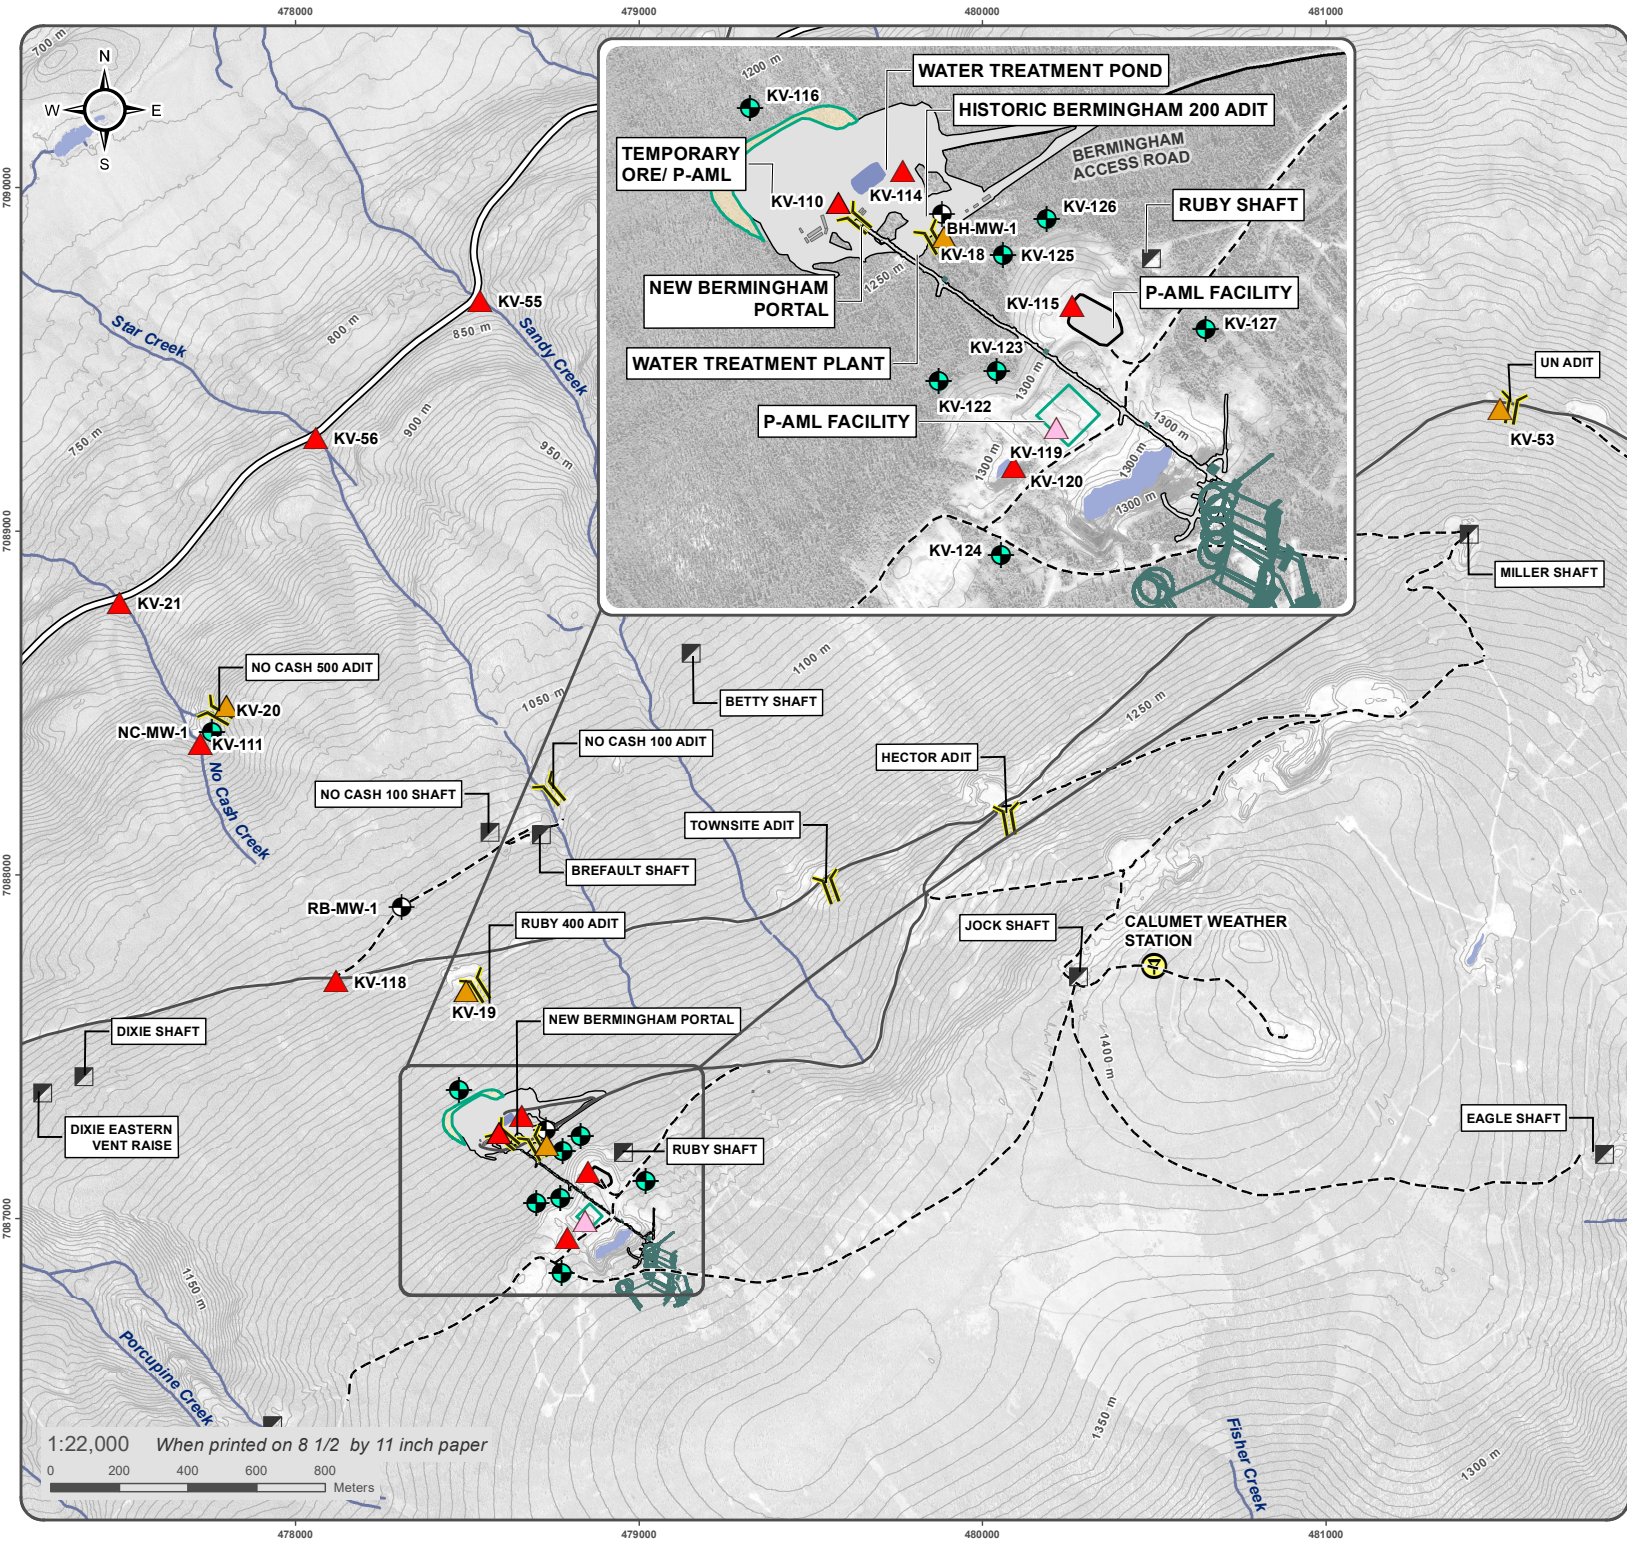 478000
479000
480000
481000
700 m
N
W
E
S
1200 m
KV-116
WATER TREATMENT POND
HISTORIC BERMINGHAM 200 ADIT
TEMPORARY
ORE/ P-AML
BERMINGHAM
ACCESS ROAD
7090000
KV-110
KV-114
KV-126
RUBY SHAFT
BH-MW-1
KV-18
KV-125
1250 m
NEW BERMINGHAM
PORTAL
P-AML FACILITY
KV-115
KV-127
KV-55
Star Creek
800 m
850 m
Sandy Creek
KV-123
WATER TREATMENT PLANT
1300 m
UN ADIT
KV-122
P-AML FACILITY
900 m
750 m
KV-56
950 m
1300 m
KV-53
KV-119
1300 m
1300 m
KV-120
1300 m
7089000
KV-124
MILLER SHAFT
KV-21
NO CASH 500 ADIT
1100 m
1050 m
BETTY SHAFT
KV-20
1250 m
NC-MW-1
KV-111
NO CASH 100 ADIT
HECTOR ADIT
No Cash Creek
NO CASH 100 SHAFT
TOWNSITE ADIT
BREFAULT SHAFT
7088000
RB-MW-1
RUBY 400 ADIT
JOCK SHAFT
CALUMET WEATHER
STATION
KV-118
KV-19
NEW BERMINGHAM PORTAL
DIXIE SHAFT
1400 m
DIXIE EASTERN
VENT RAISE
EAGLE SHAFT
RUBY SHAFT
7087000
1150 m
Porcupine Creek
1350 m
Fisher Creek
1300 m
1:22,000
When printed on 8 1/2 by 11 inch paper
0
200
400
600
800
Meters
478000
479000
480000
481000